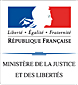 Liberté • Égalité • Fraternité
RÉPUBLIQUE FRANÇAISE
MINISTÈRE DE LA JUSTICE
ET DES LIBERTÉS